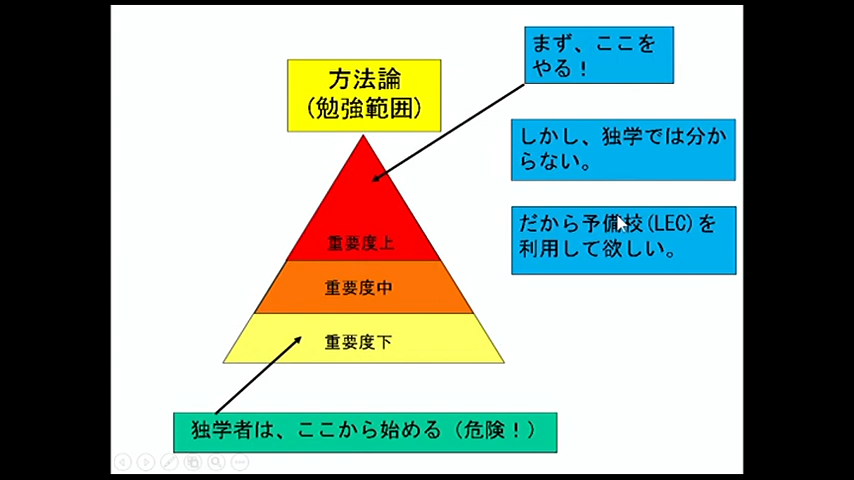 方法論
(勉強範囲)
まず、ここを
やる！
しかし、独学では分か
らない。
だから予備校(LEC)を
利用して欲しい。
重要度上
重要度中
重要度下
独学者は、ここから始める（危険！）